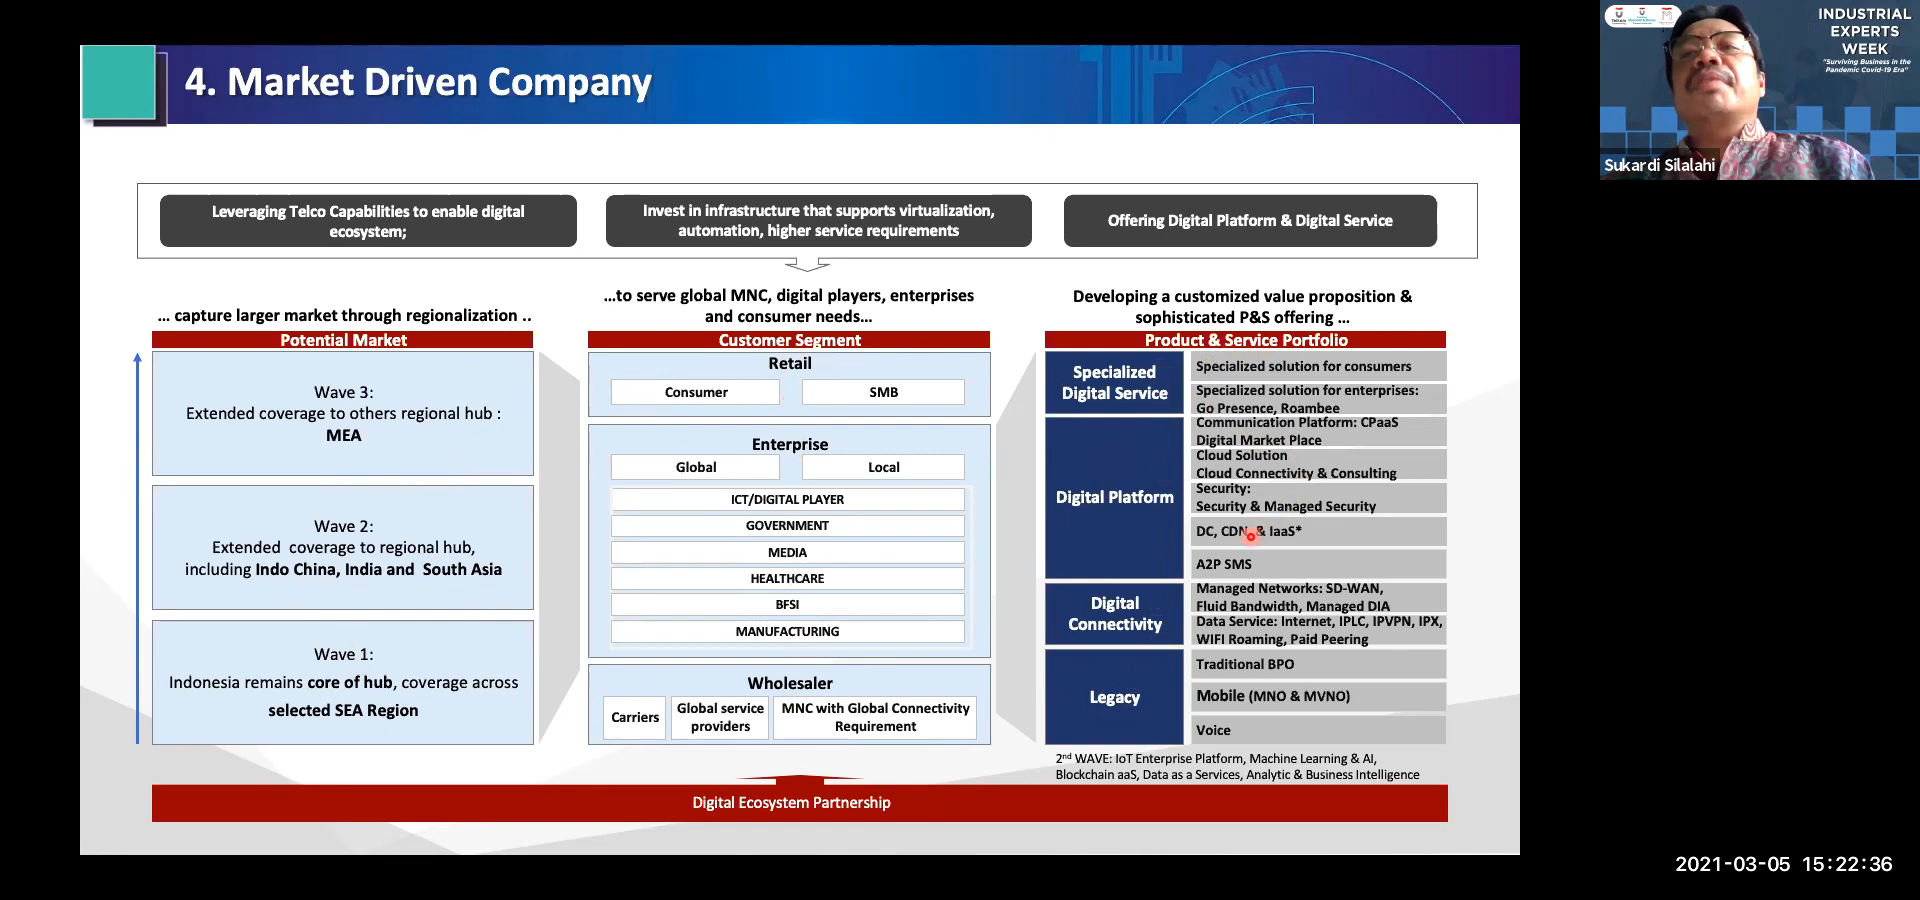 4. Market Driven Company
Leveraging Telco Capabilities to enable digital
ecosystem;
Invest in infrastructure that supports virtualization,
automation, higher service requirements
Offering Digital Platform & Digital Service
... capture larger market through regionalization ..
Potential Market
Wave 3:
Extended coverage to others regional hub :
MEA
Wave 2:
Extended coverage to regional hub,
including Indo China, India and South Asia
Wave 1:
Indonesia remains core of hub, coverage across
selected SEA Region
...to serve global MNC, digital players, enterprises
and consumer needs...
Customer Segment
Retail
Consumer
SMB
Enterprise
Global
Local
ICT/DIGITAL PLAYER
GOVERNMENT
MEDIA
HEALTHCARE
BFSI
MANUFACTURING
Wholesaler
Carriers
Global service
providers
MNC with Global Connectivity
Requirement
Developing a customized value proposition &
sophisticated P&S offering ...
Product & Service Portfolio
Specialized
Digital Service
Specialized solution for consumers
Specialized solution for enterprises:
Go Presence, Roambee
Digital Platform
Communication Platform: CPaaS
Digital Market Place
Cloud Solution
Cloud Connectivity & Consulting
Security:
Security & Managed Security
DC, CDN & IaaS*
A2P SMS
Digital
Connectivity
Managed Networks: SD-WAN,
Fluid Bandwidth, Managed DIA
Data Service: Internet, IPLC, IPVPN, IPX,
WIFI Roaming, Paid Peering
Legacy
Traditional BPO
Mobile (MNO & MVNO)
Voice
2nd WAVE: IoT Enterprise Platform, Machine Learning & AI,
Blockchain aaS, Data as a Services, Analytic & Business Intelligence
Digital Ecosystem Partnership
INDUSTRIAL
EXPERTS
WEEK
"Surviving Business in the
Pandemic Covid-19 Era"
Sukardi Silalahi
2021-03-05 15:22:36